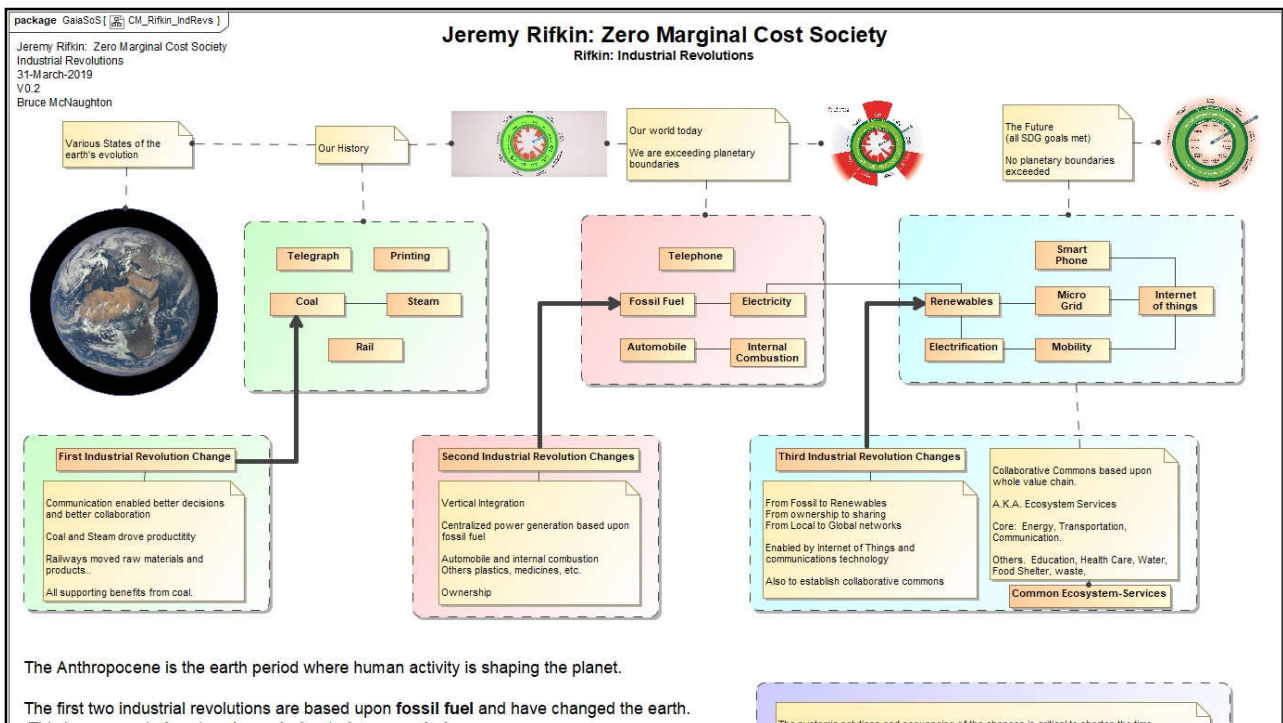 package GaiaSoS [ CM_Rifkin_IndRevs ]
Jeremy Rifkin: Zero Marginal Cost Society
Industrial Revolutions
31-March-2019
V0.2
Bruce McNaughton
Jeremy Rifkin: Zero Marginal Cost Society
Rifkin: Industrial Revolutions
Various States of the
earth's evolution
Our History
Our world today
We are exceeding planetary
boundaries
The Future
(all SDG goals met)
No planetary boundaries
exceeded
Telegraph
Printing
Coal
Steam
Rail
Telephone
Fossil Fuel
Electricity
Automobile
Internal
Combustion
Smart
Phone
Renewables
Micro
Grid
Internet
of things
Electrification
Mobility
First Industrial Revolution Change
Communication enabled better decisions
and better collaboration
Coal and Steam drove productitity
Railways moved raw materials and
products..
All supporting benefits from coal.
Second Industrial Revolution Changes
Vertical Integration
Centralized power generation based upon
fossil fuel
Automobile and internal combustion
Others plastics, medicines, etc.
Ownership
Third Industrial Revolution Changes
From Fossil to Renewables
From ownership to sharing
From Local to Global networks
Enabled by Internet of Things and
communications technology
Also to establish collaborative commons
Collaborative Commons based upon
whole value chain.
A.K.A. Ecosystem Services
Core: Energy, Transportation,
Communication.
Others. Education, Health Care, Water,
Food Shelter, waste,
Common Ecosystem-Services
The Anthropocene is the earth period where human activity is shaping the planet.
The first two industrial revolutions are based upon fossil fuel and have changed the earth.